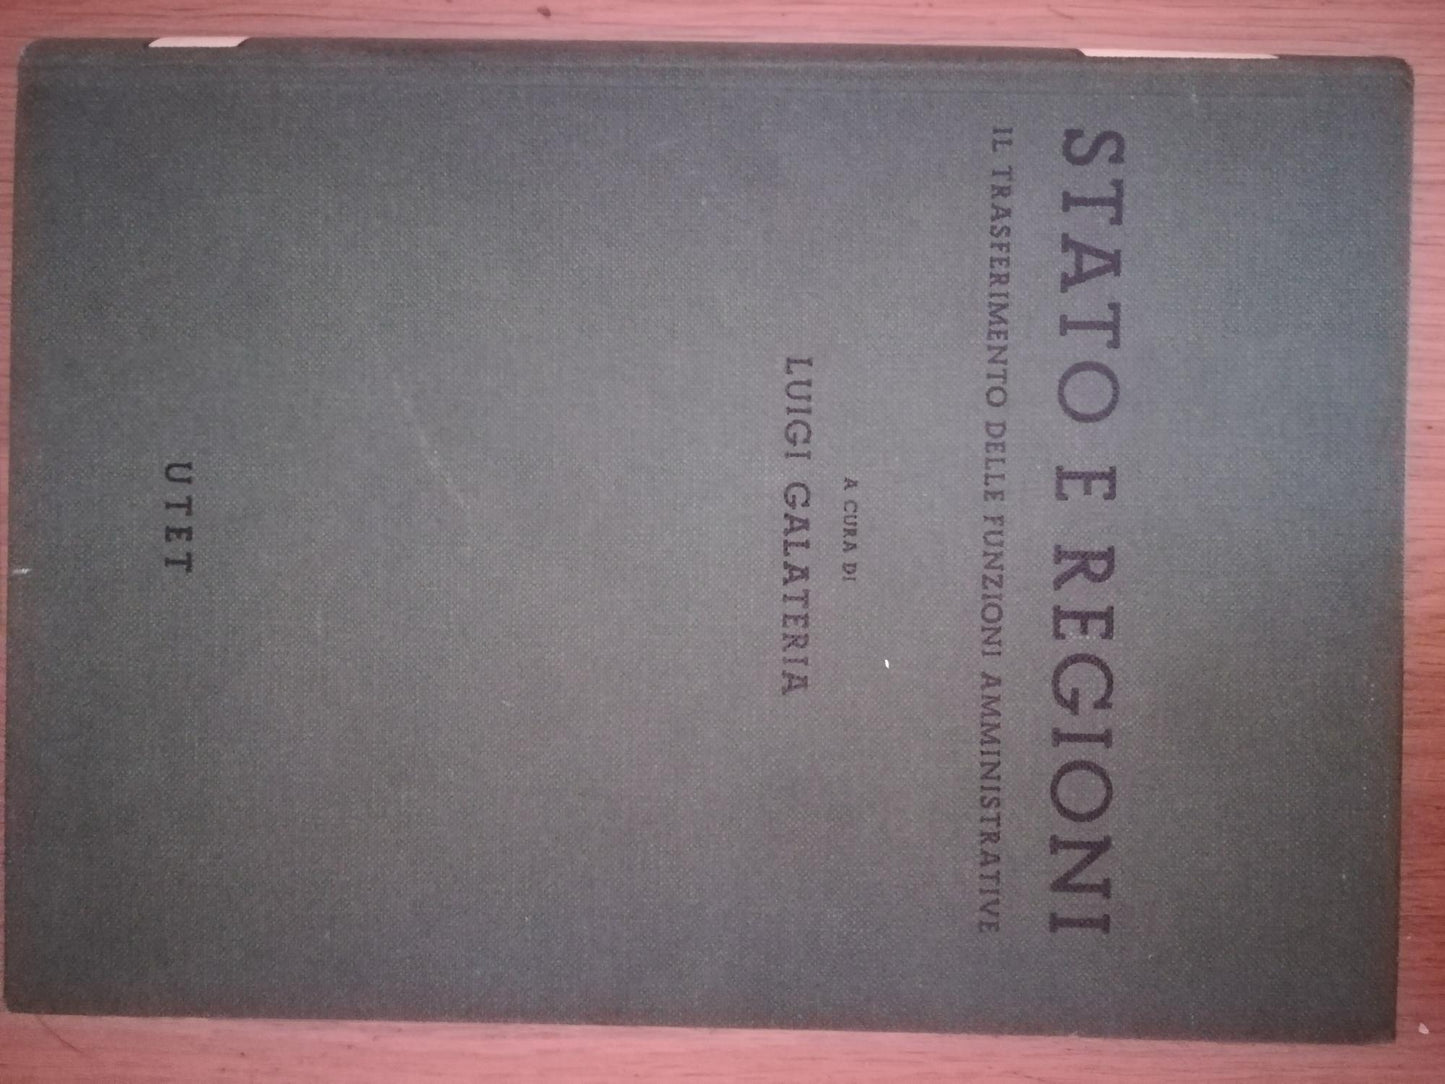 STATO E REGIONI
IL TRASFERIMENTO DELLE FUNZIONI AMMINISTRATIVE
A CURA DI
LUIGI GALATERIA
UTET